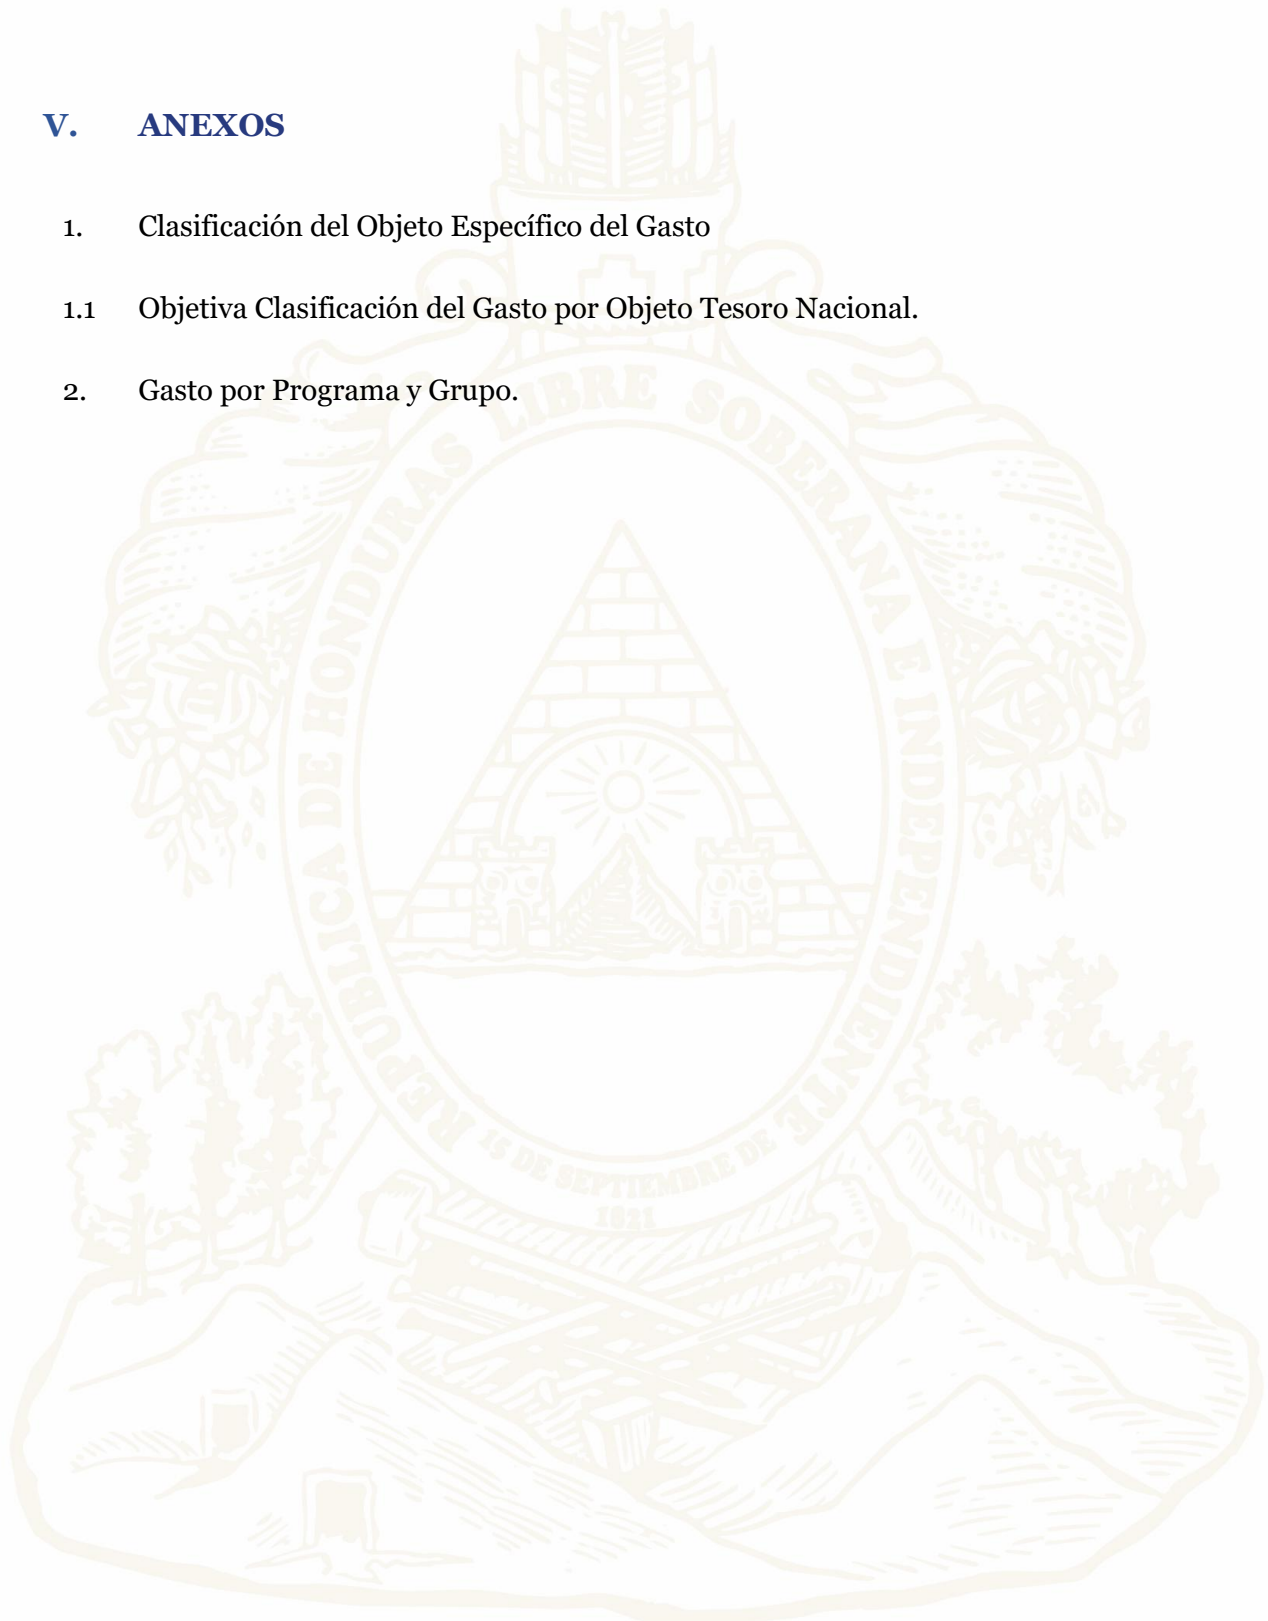 V. ANEXOS
1. Clasificación del Objeto Específico del Gasto
1.1 Objetiva Clasificación del Gasto por Objeto Tesoro Nacional.
2. Gasto por Programa y Grupo.
REPUBLICA DE HONDURAS LIBRE SOBERANA E INDEPENDIENTE
15 DE SEPTIEMBRE DE
1821